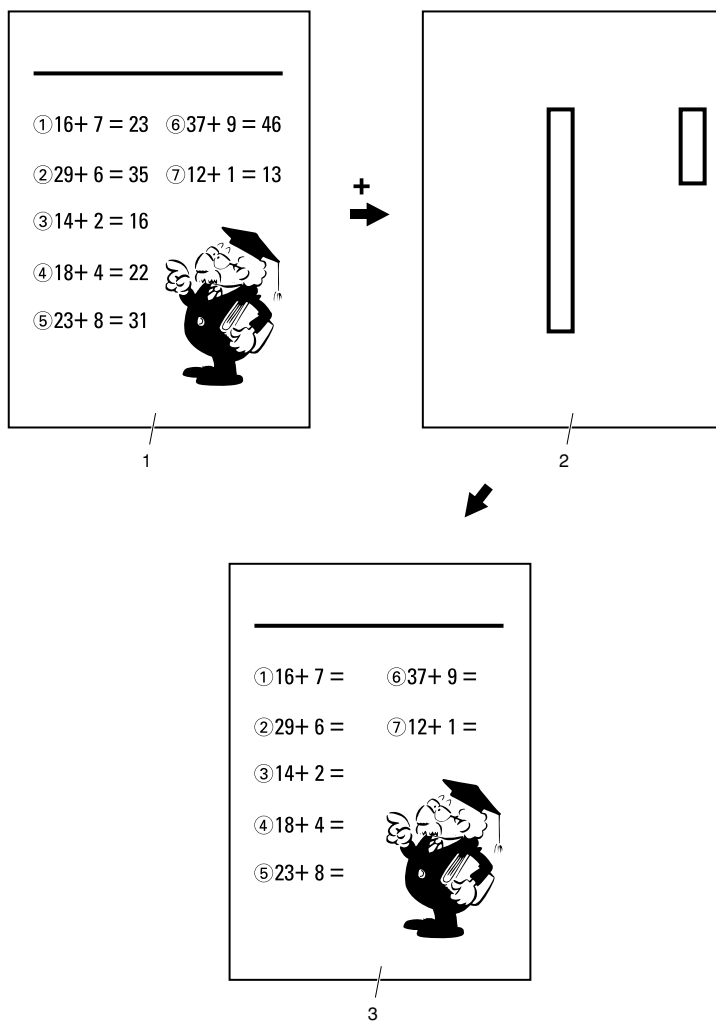 ①16+ 7 = 23 ⑥37+ 9 = 46
②29+ 6 = 35 ⑦12+ 1 = 13
③14+ 2 = 16
④18+ 4 = 22
⑤23+ 8 = 31
1
+
2
①16+ 7 = ⑥37+ 9 =
②29+ 6 = ⑦12+ 1 =
③14+ 2 =
④18+ 4 =
⑤23+ 8 =
3